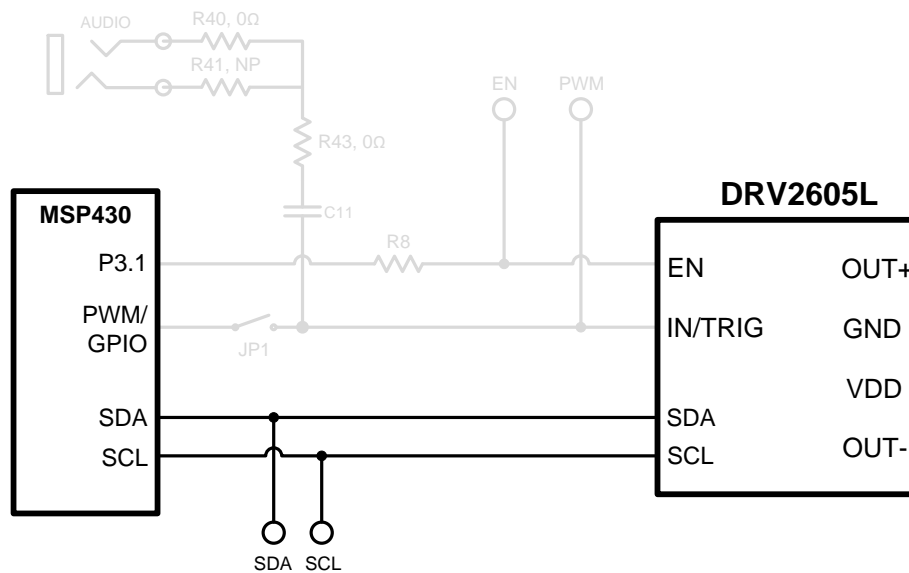 AUDIO
R40, 0Ω
R41, NP
EN
PWM
R43, 0Ω
DRV2605L
MSP430
C11
R8
P3.1
EN
OUT+
PWM/
GPIO
IN/TRIG
GND
JP1
VDD
SDA
SDA
SCL
SCL
OUT-
SDA
SCL